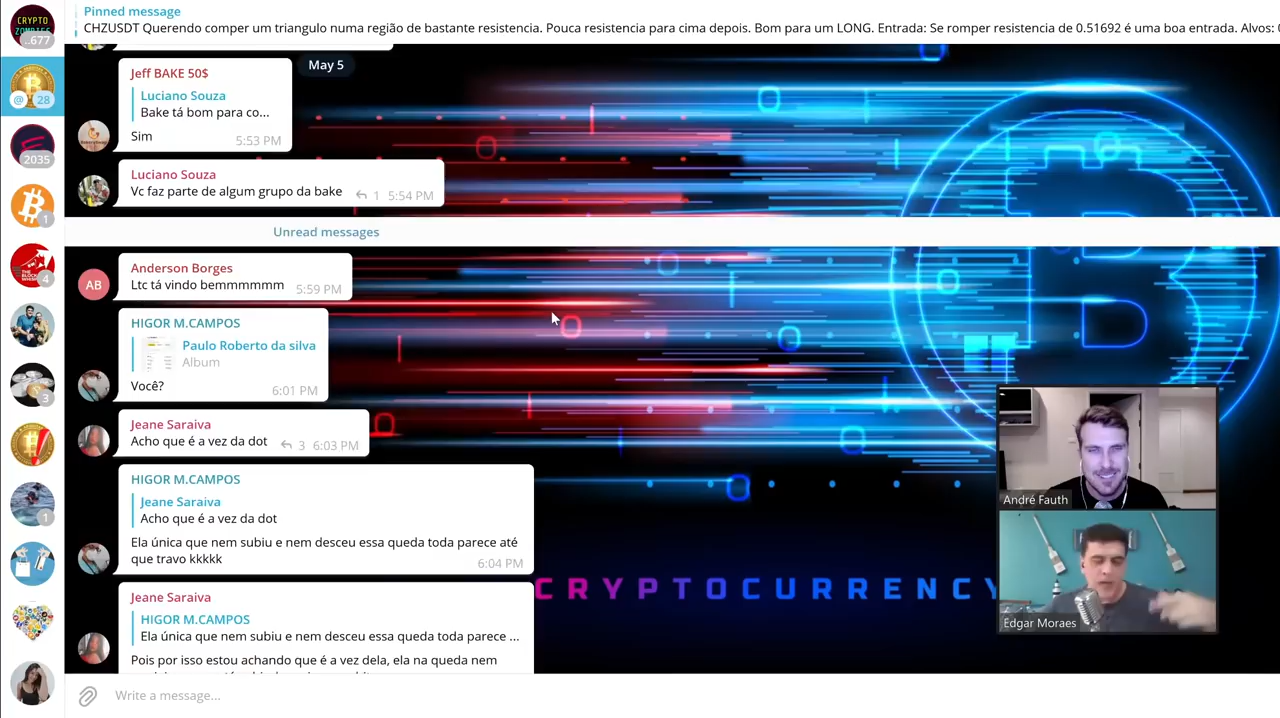 Pinned message
CHZUSDT Querendo comper um triangulo numa região de bastante resistencia. Pouca resistencia para cima depois. Bom para um LONG. Entrada: Se romper resistencia de 0.51692 é uma boa entrada. Alvos:
CRYPTO
..677
May 5
Jeff BAKE 50$
Luciano Souza
Bake tá bom para co...
Sim
5:53 PM
@ 28
2035
Luciano Souza
Vc faz parte de algum grupo da bake
1 5:54 PM
1
Unread messages
4
Anderson Borges
AB
Ltc tá vindo bemmmmmm
5:59 PM
HIGOR M.CAMPOS
Paulo Roberto da silva
Album
Você?
6:01 PM
3
Jeane Saraiva
Acho que é a vez da dot
3 6:03 PM
HIGOR M.CAMPOS
Jeane Saraiva
Acho que é a vez da dot
Ela única que nem subiu e nem desceu essa queda toda parece até
que travo kkkkk
6:04 PM
1
Jeane Saraiva
HIGOR M.CAMPOS
Ela única que nem subiu e nem desceu essa queda toda parece ...
Pois por isso estou achando que é a vez dela, ela na queda nem
CRYPTOCURRENCY
André Fauth
Edgar Moraes
Write a message...